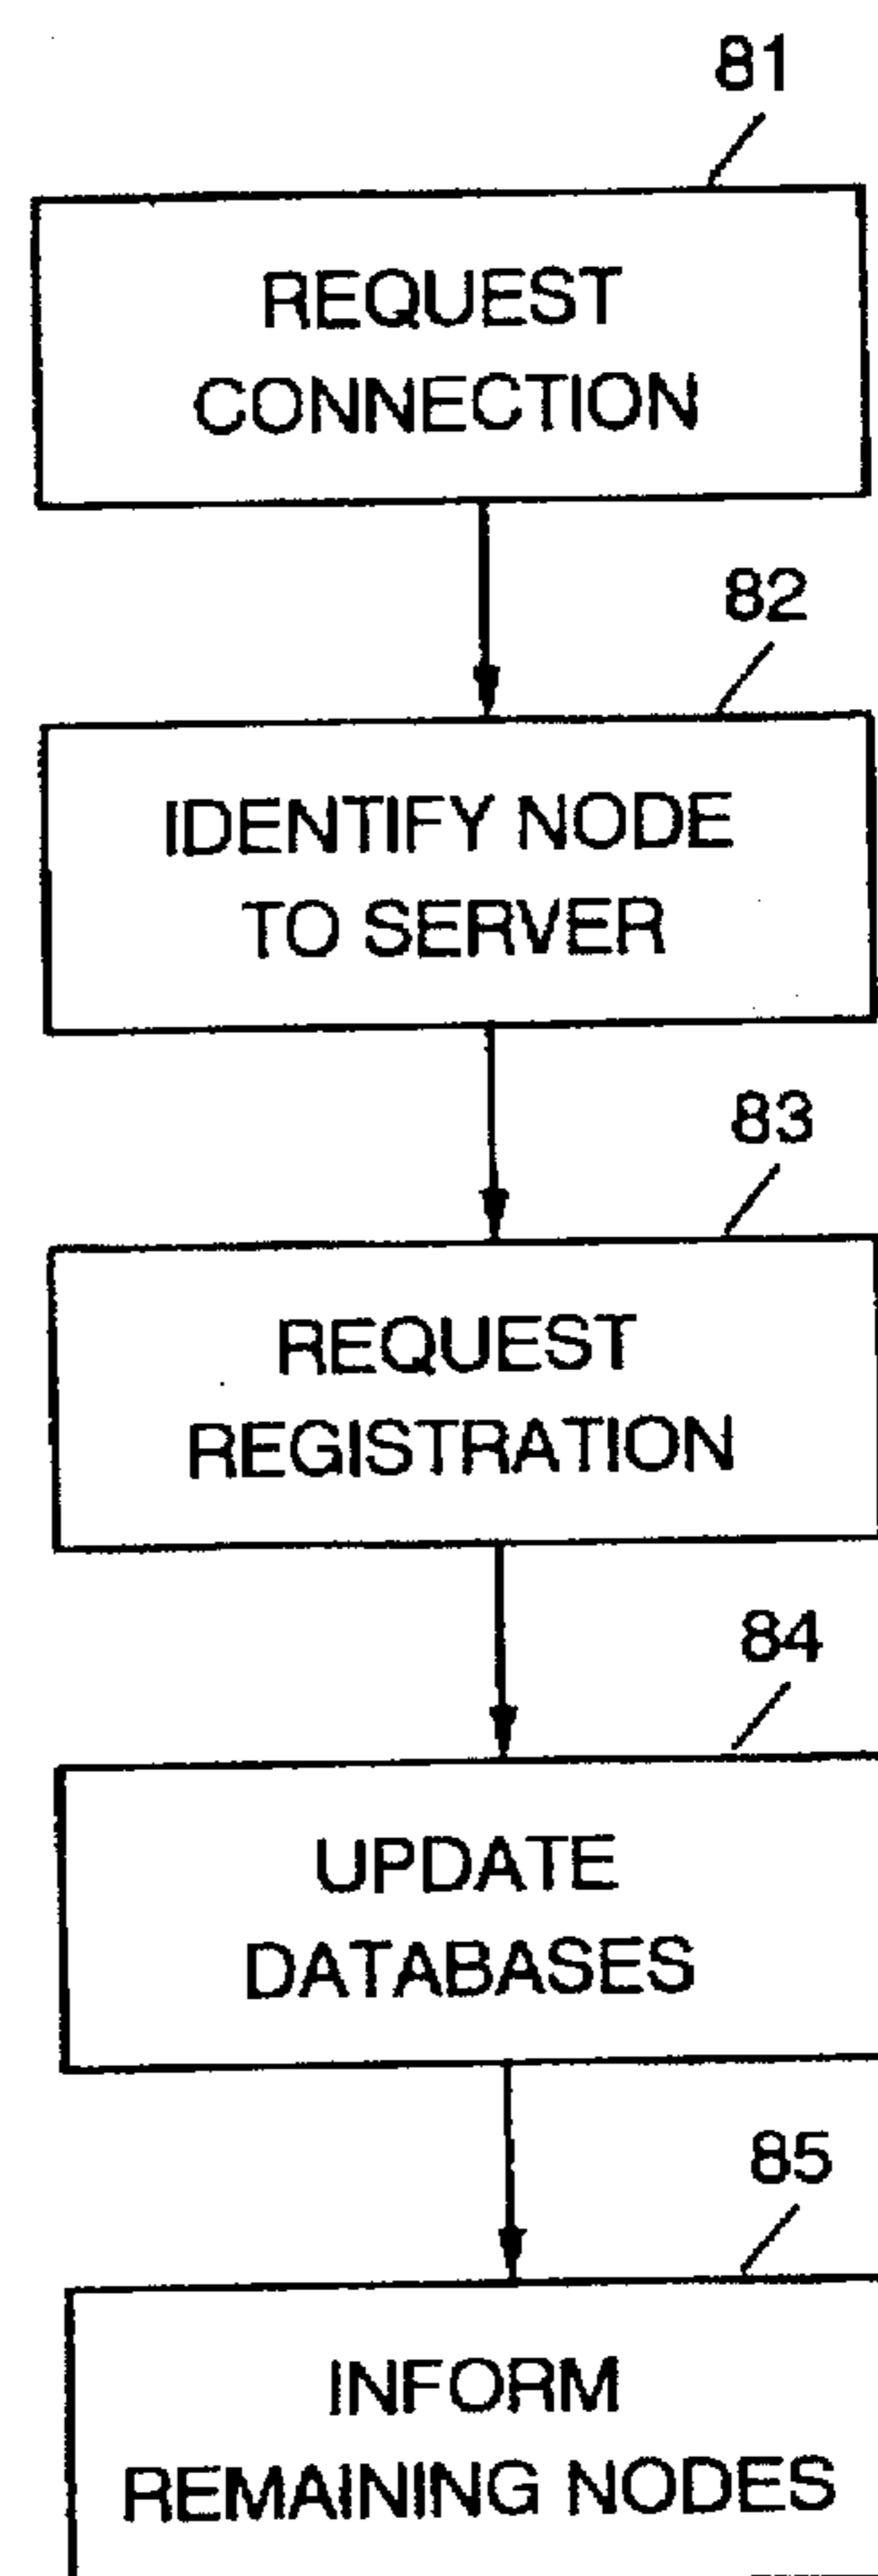 81
REQUEST
CONNECTION
82
IDENTIFY NODE
TO SERVER
83
REQUEST
REGISTRATION
84
UPDATE
DATABASES
85
INFORM
REMAINING NODES